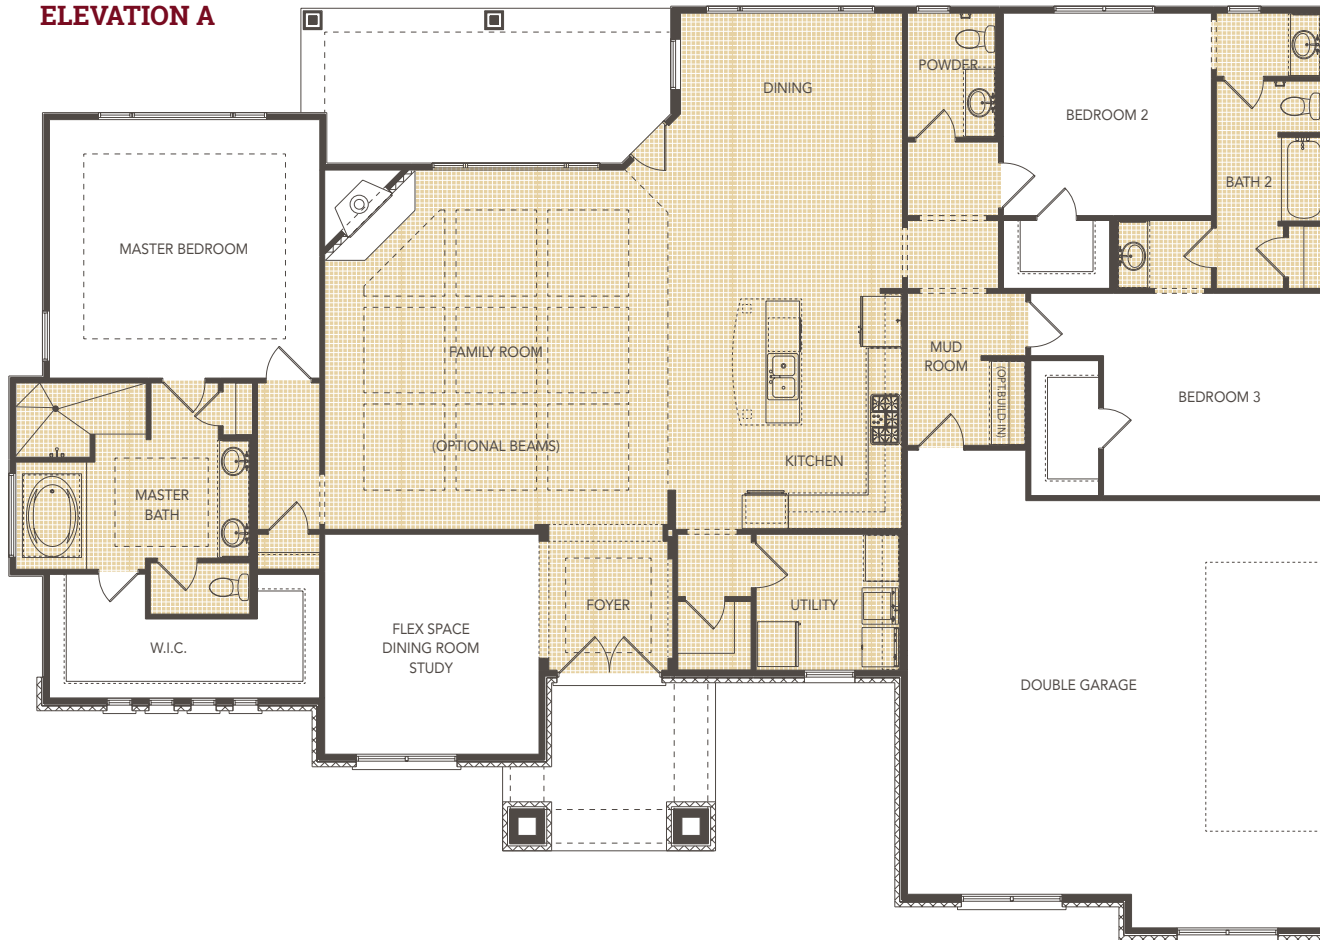 ELEVATION A
POWDER
DINING
BEDROOM 2
BATH 2
MASTER BEDROOM
FAMILY ROOM
(OPTIONAL BEAMS)
MUD
ROOM
(OPT.BUILD-IN)
BEDROOM 3
KITCHEN
MASTER
BATH
FOYER
UTILITY
FLEX SPACE
DINING ROOM
STUDY
W.I.C.
DOUBLE GARAGE